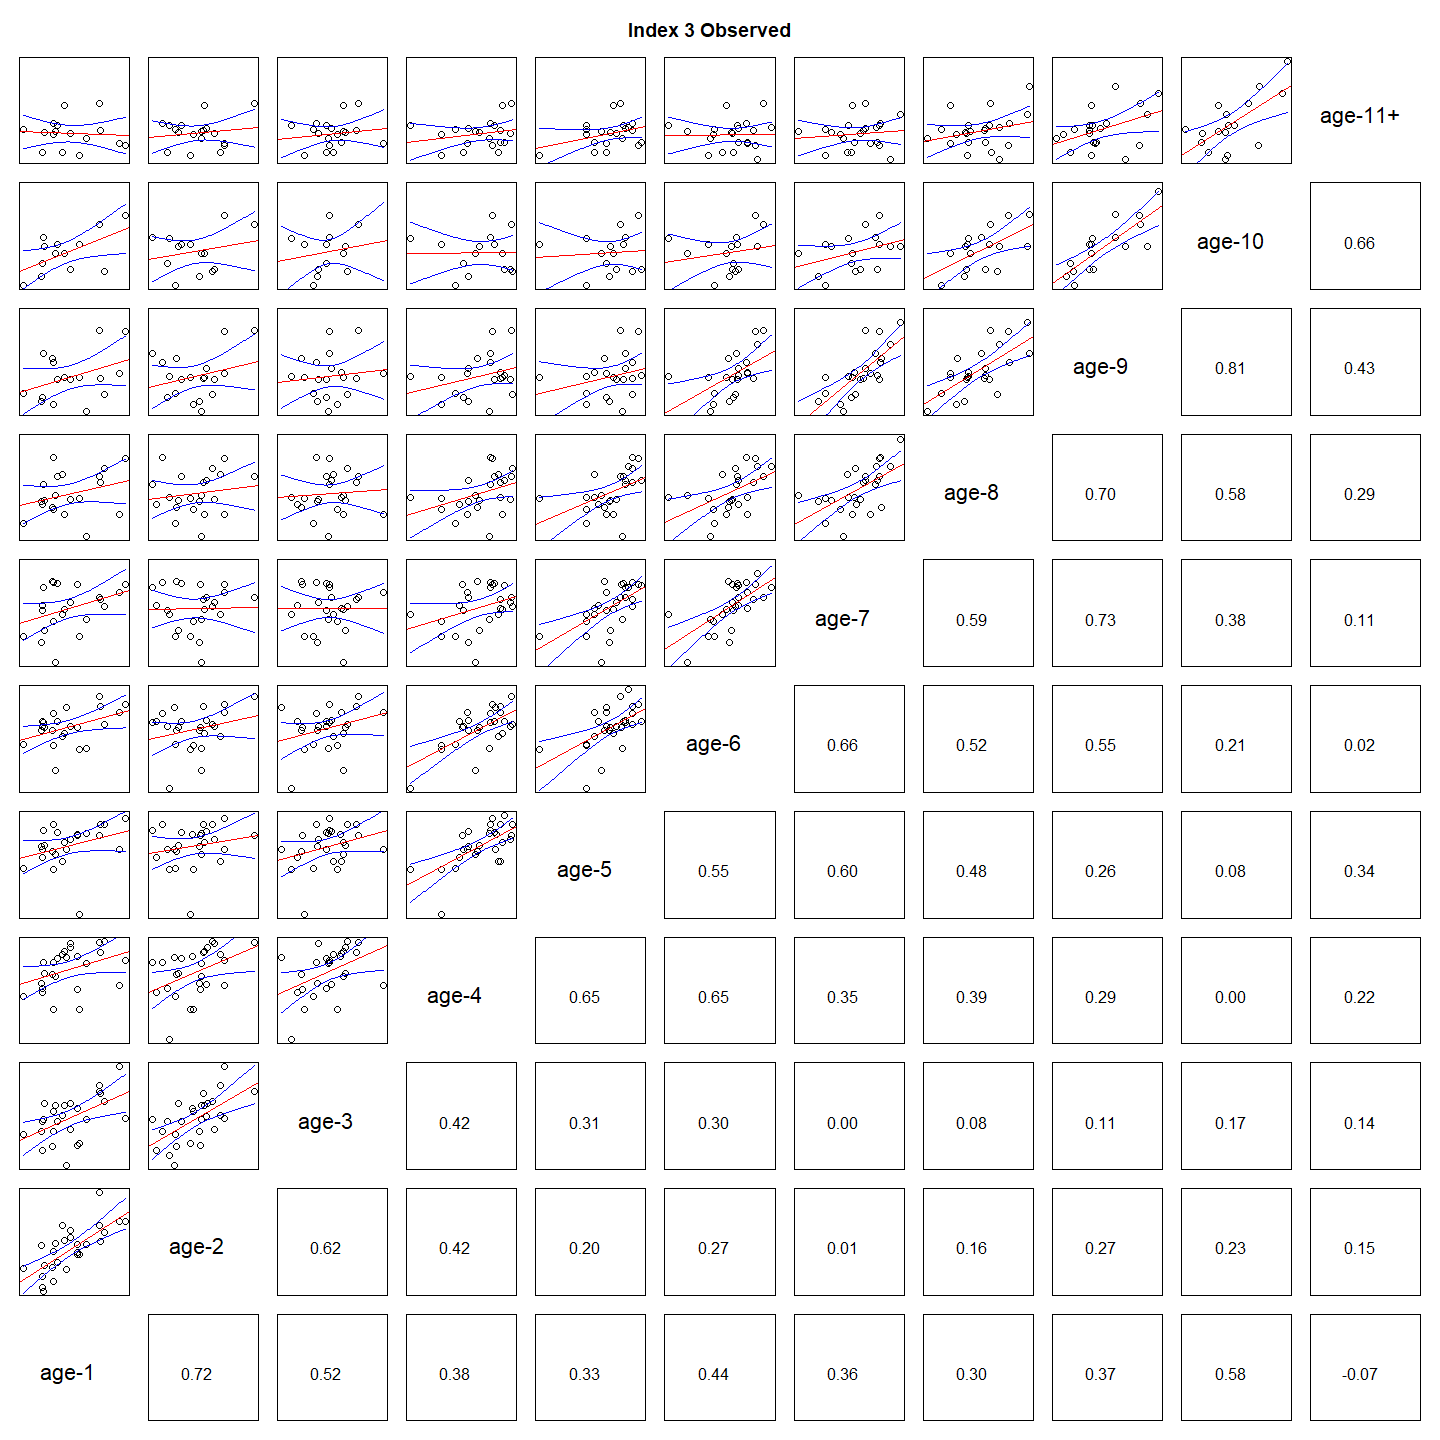 Index 3 Observed
age-11+
age-10
0.66
age-9
0.81 0.43
age-8
0.70 0.58 0.29
age-7
0.59 0.73 0.38 0.11
age-6
0.66 0.52 0.55 0.21 0.02
age-5
0.55 0.60 0.48 0.26 0.08 0.34
age-4
0.65 0.65 0.35 0.39 0.29 0.00 0.22
age-3
0.42 0.31 0.30 0.00 0.08 0.11 0.17 0.14
age-2
0.62 0.42 0.20 0.27 0.01 0.16 0.27 0.23 0.15
age-1
0.72 0.52 0.38 0.33 0.44 0.36 0.30 0.37 0.58 -0.07